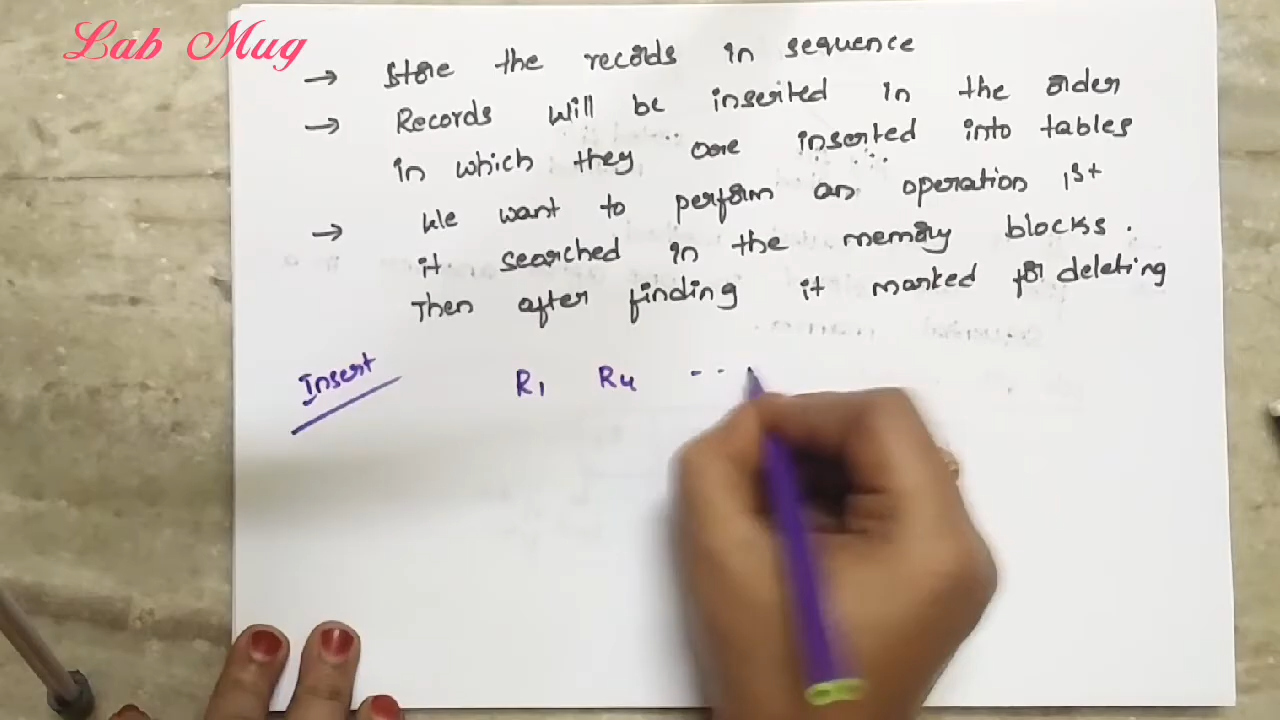 Lab Mug
→ Store the records in sequence
→ Records will be inserted in the order
in which they are inserted into tables
→ We want to perform an operation 1st
it searched in the memory blocks.
Then after finding it marked for deleting
Insert R1 R4 - - .